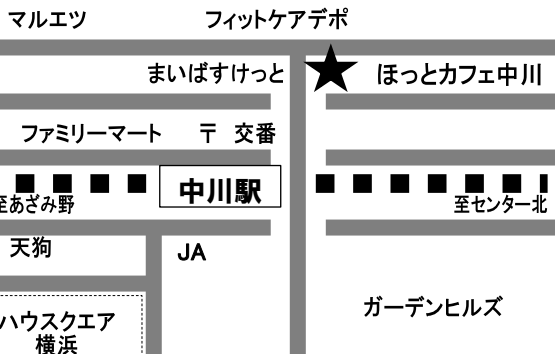 マルエツ
フィットケアデポ
まいばすけっと
ほっとカフェ中川
ファミリーマート
〒 交番
中川駅
至あざみ野
至センター北
天狗
JA
ガーデンヒルズ
ハウスクエア
横浜